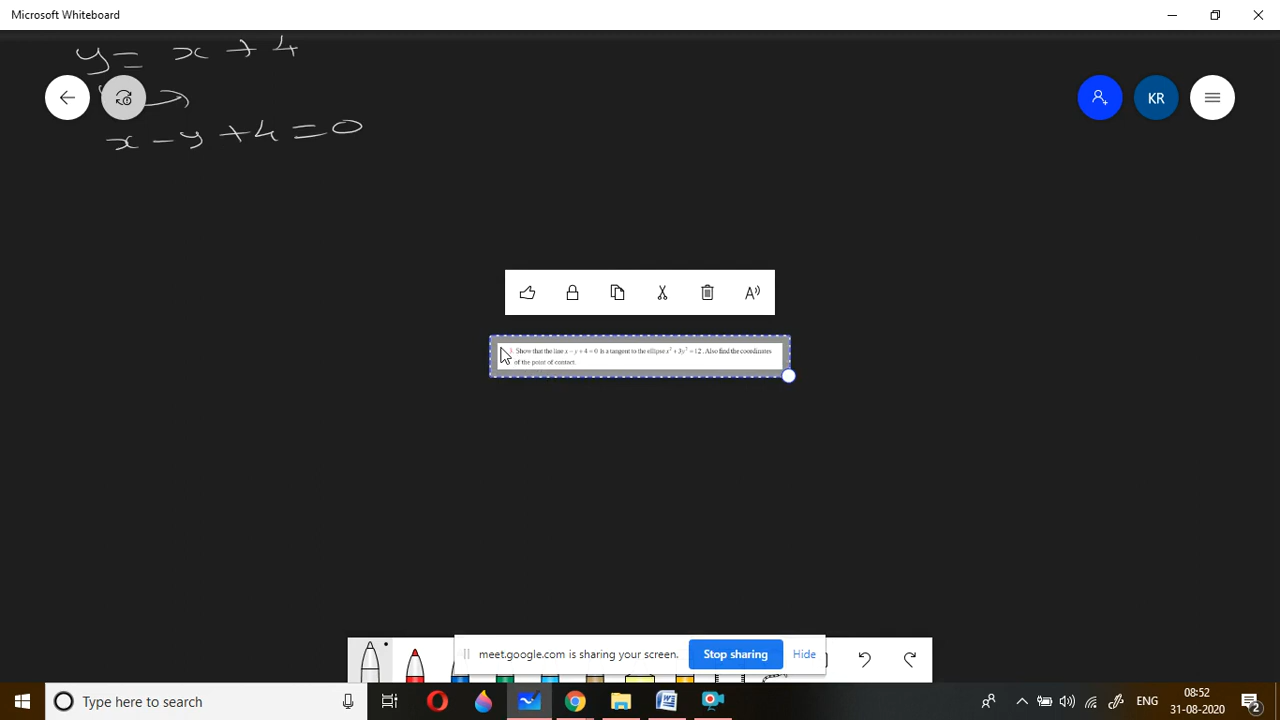 Microsoft Whiteboard
y = x + 4
x - y + 4 = 0
KR
3. Show that the line x – y + 4 = 0 is a tangent to the ellipse x² + 3y² = 12. Also find the coordinates
of the point of contact.
meet.google.com is sharing your screen.
Stop sharing
Hide
Type here to search
ENG
08:52
31-08-2020
2